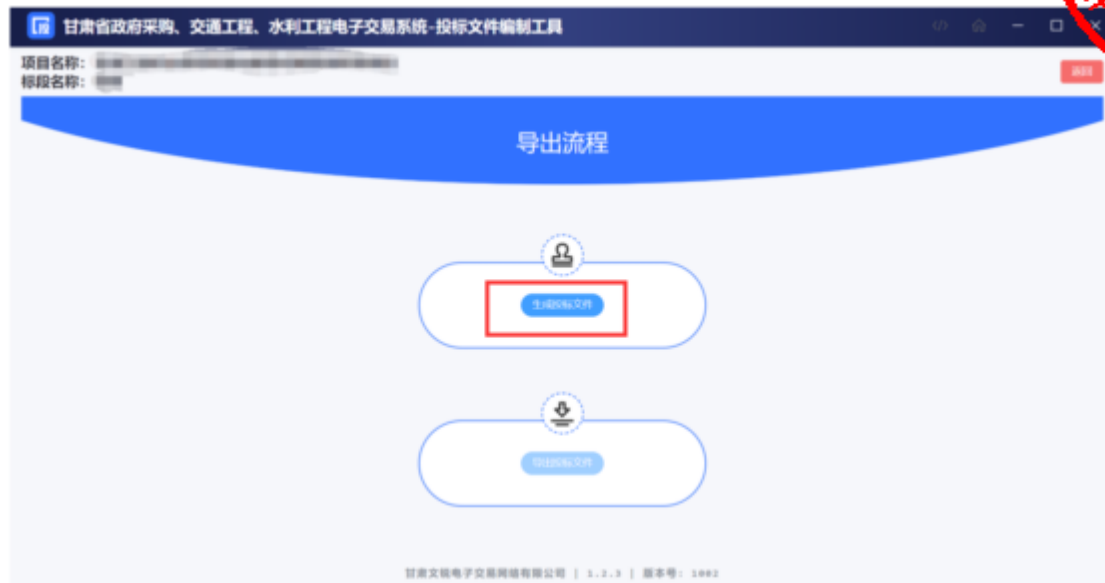 甘肃省政府采购、交通工程、水利工程电子交易系统-投标文件编制工具
项目名称：
标段名称：
返回
导出流程
生成投标文件
导出投标文件
甘肃文锐电子交易网络有限公司 | 1.2.3 | 版本号: 1002